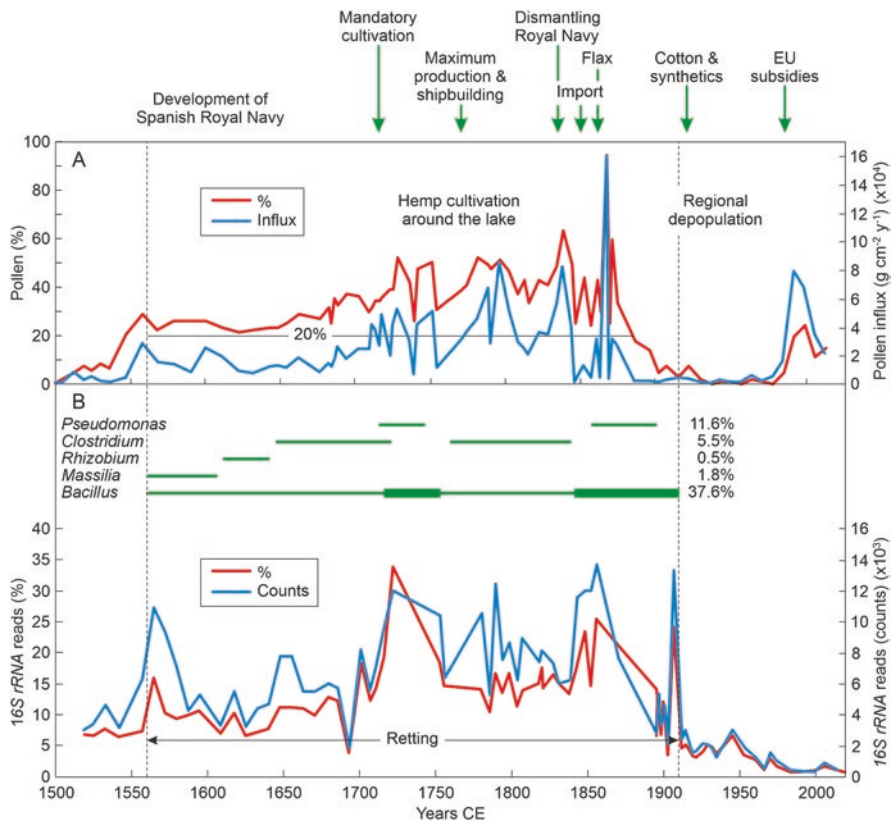 Mandatory
cultivation
Dismantling
Royal Navy
Maximum
production &
shipbuilding
Flax
Import
Cotton &
synthetics
EU
subsidies
Development of
Spanish Royal Navy
A
%
Influx
Hemp cultivation
around the lake
Regional
depopulation
20%
Pollen (%)
100
80
60
40
20
0
Pollen influx (g cm-2 y-1) (x10⁴)
16
14
12
10
8
6
4
2
0
B
Pseudomonas 11.6%
Clostridium 5.5%
Rhizobium 0.5%
Massilia 1.8%
Bacillus 37.6%
%
Counts
Retting
16S rRNA reads (%)
40
35
30
25
20
15
10
5
0
16S rRNA reads (counts) (x10³)
16
14
12
10
8
6
4
2
0
1500 1550 1600 1650 1700 1750 1800 1850 1900 1950 2000
Years CE